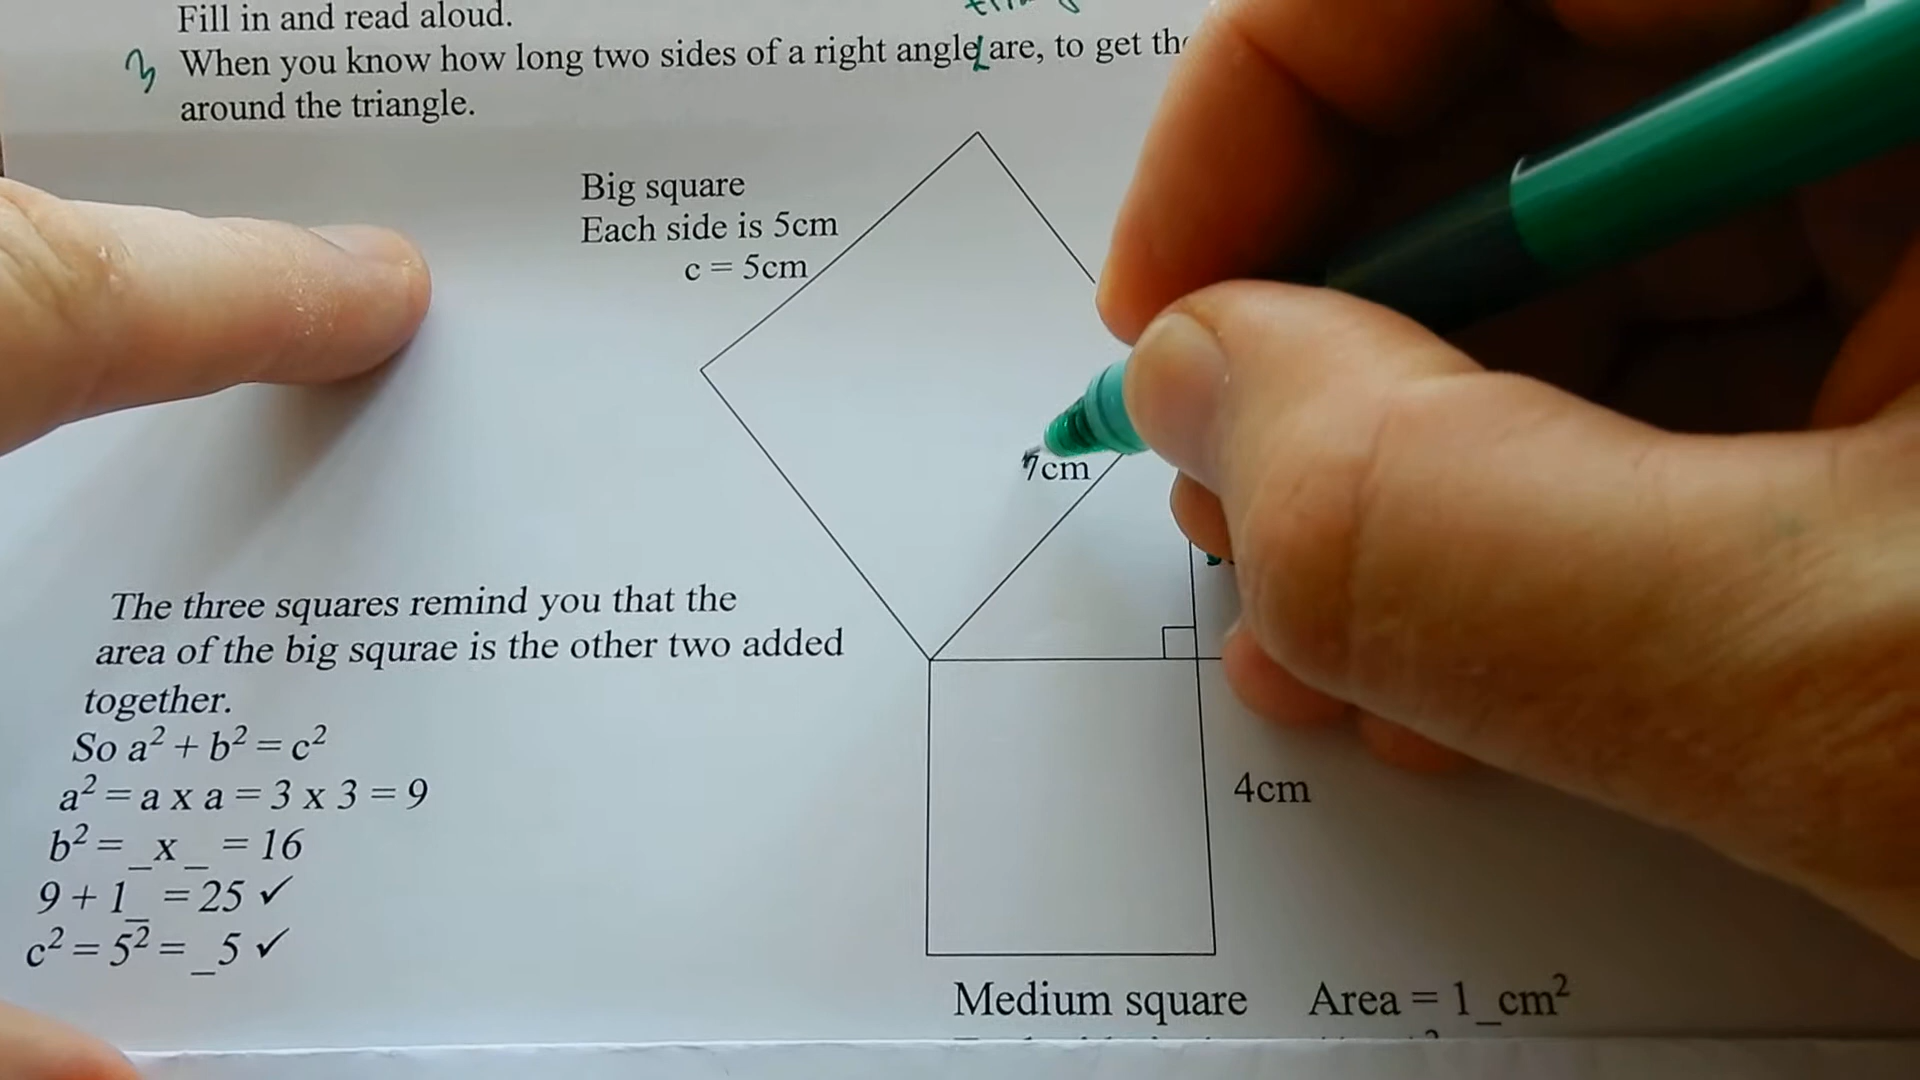 Fill in and read aloud.
3 When you know how long two sides of a right angle are, to get the
around the triangle.
Big square
Each side is 5cm
c = 5cm
7cm
The three squares remind you that the
area of the big squrae is the other two added
together.
So a² + b² = c²
a² = a x a = 3 x 3 = 9
b² = _x_ = 16
9 + 1_ = 25 ✓
c² = 5² = _5 ✓
4cm
Medium square Area = 1_cm²